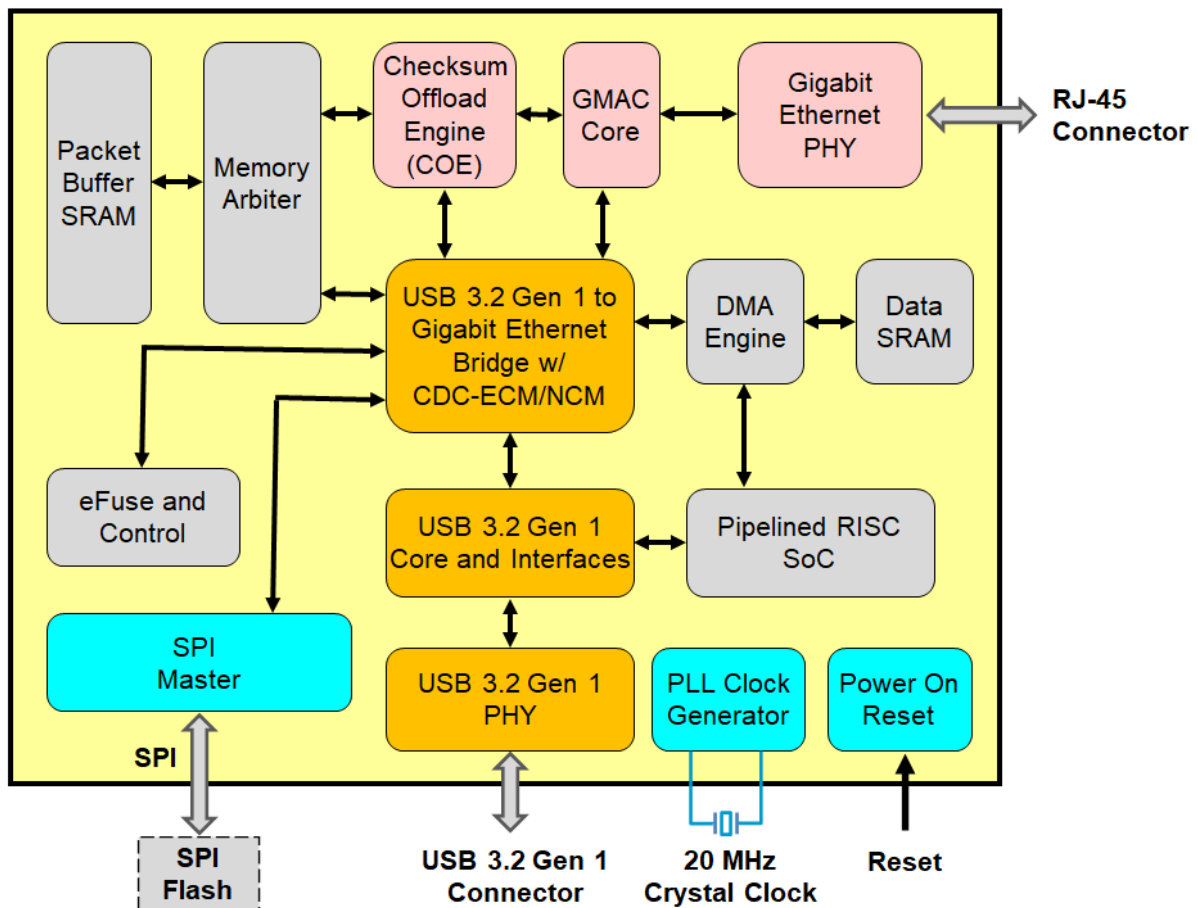 Packet
Buffer
SRAM
Memory
Arbiter
Checksum
Offload
Engine
(COE)
GMAC
Core
Gigabit
Ethernet
PHY
RJ-45
Connector
USB 3.2 Gen 1 to
Gigabit Ethernet
Bridge w/
CDC-ECM/NCM
DMA
Engine
Data
SRAM
eFuse and
Control
USB 3.2 Gen 1
Core and Interfaces
Pipelined RISC
SoC
SPI
Master
USB 3.2 Gen 1
PHY
PLL Clock
Generator
Power On
Reset
SPI
SPI
Flash
USB 3.2 Gen 1
Connector
20 MHz
Crystal Clock
Reset